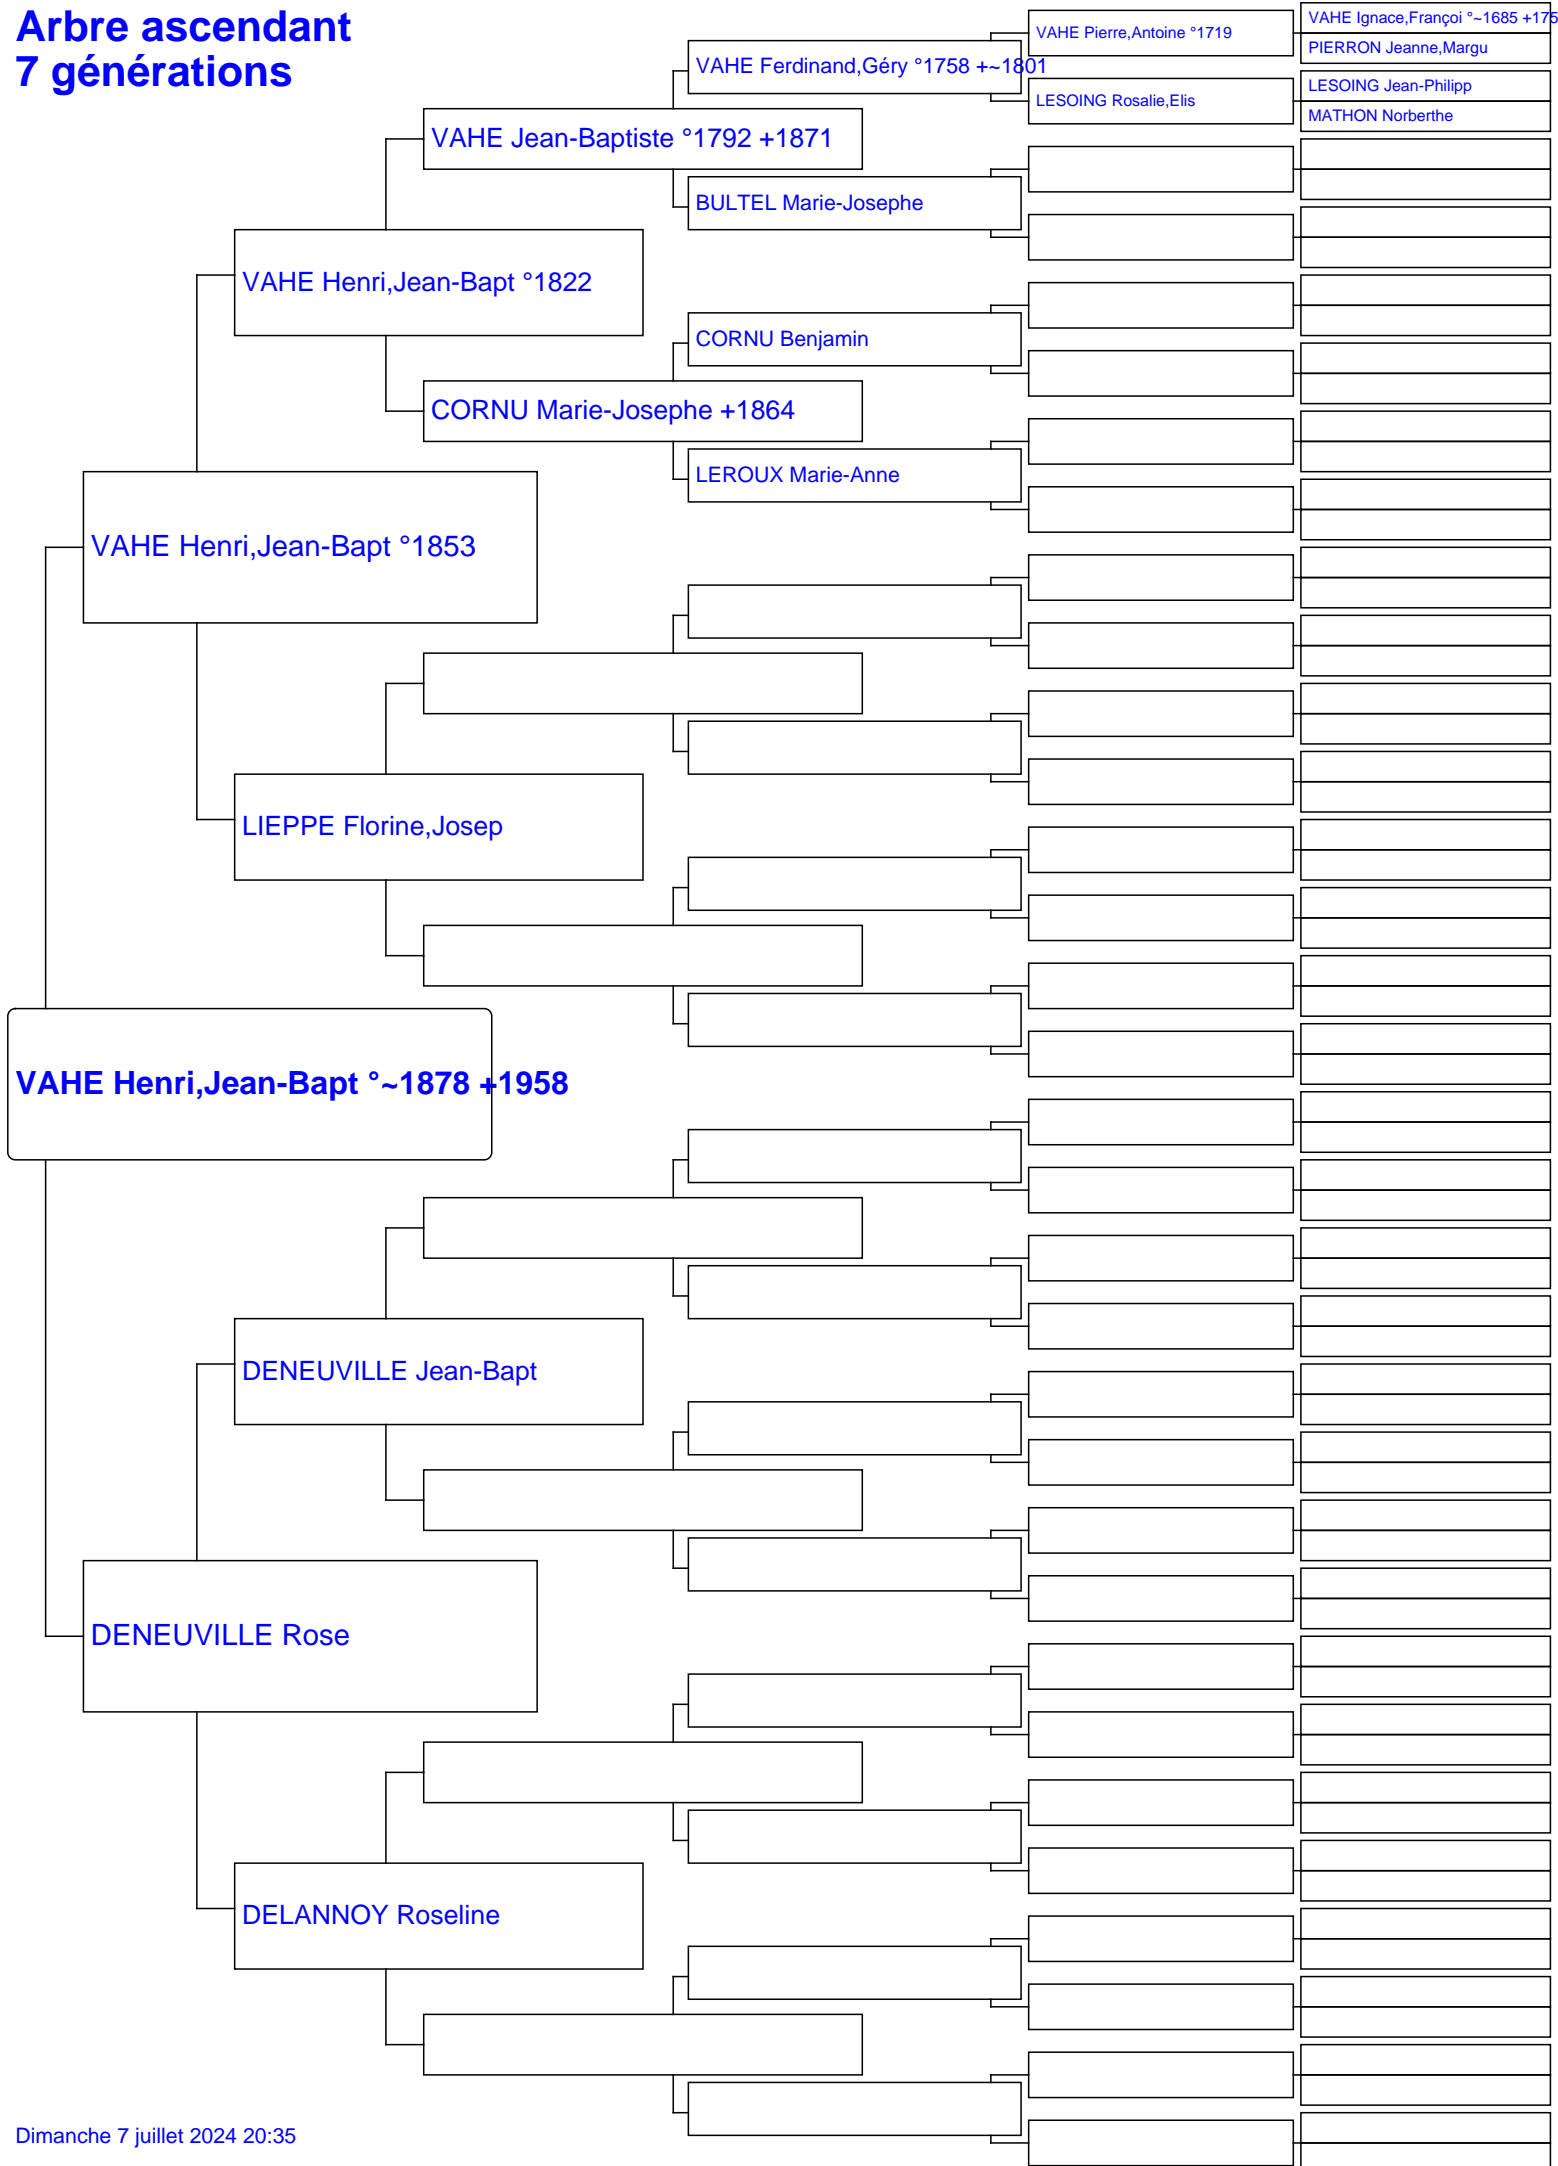 Arbre ascendant
7 générations
VAHE Pierre,Antoine °1719
VAHE Ignace,Françoi °~1685 +175
PIERRON Jeanne,Margu
VAHE Ferdinand,Géry °1758 +~1801
LESOING Rosalie,Elis
LESOING Jean-Philipp
MATHON Norberthe
VAHE Jean-Baptiste °1792 +1871
BULTEL Marie-Josephe
VAHE Henri,Jean-Bapt °1822
CORNU Benjamin
CORNU Marie-Josephe +1864
LEROUX Marie-Anne
VAHE Henri,Jean-Bapt °1853
LIEPPE Florine,Josep
VAHE Henri,Jean-Bapt °~1878 +1958
DENEUVILLE Jean-Bapt
DENEUVILLE Rose
DELANNOY Roseline
Dimanche 7 juillet 2024 20:35